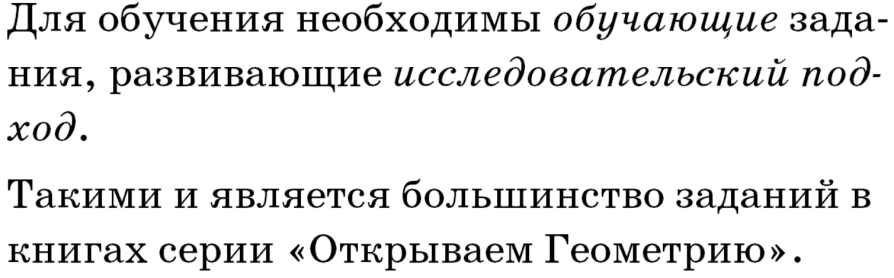 Для обучения необходимы обучающие зада-
ния, развивающие исследовательский под-
ход.
Такими и является большинство заданий в
книгах серии «Открываем Геометрию».